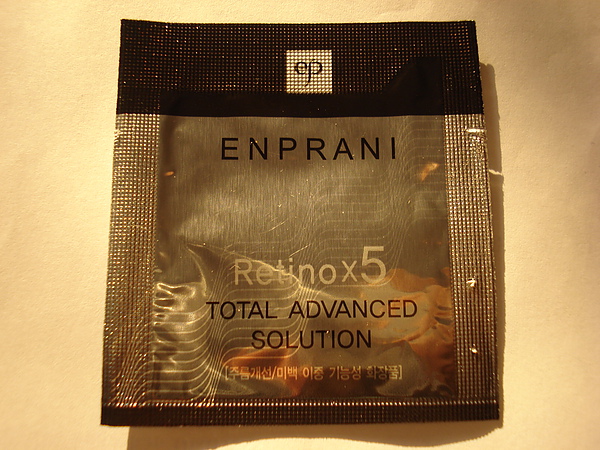 ep
ENPRANI
Retinox5
TOTAL ADVANCED
SOLUTION
[주름개선/미백 이중 기능성 화장품]